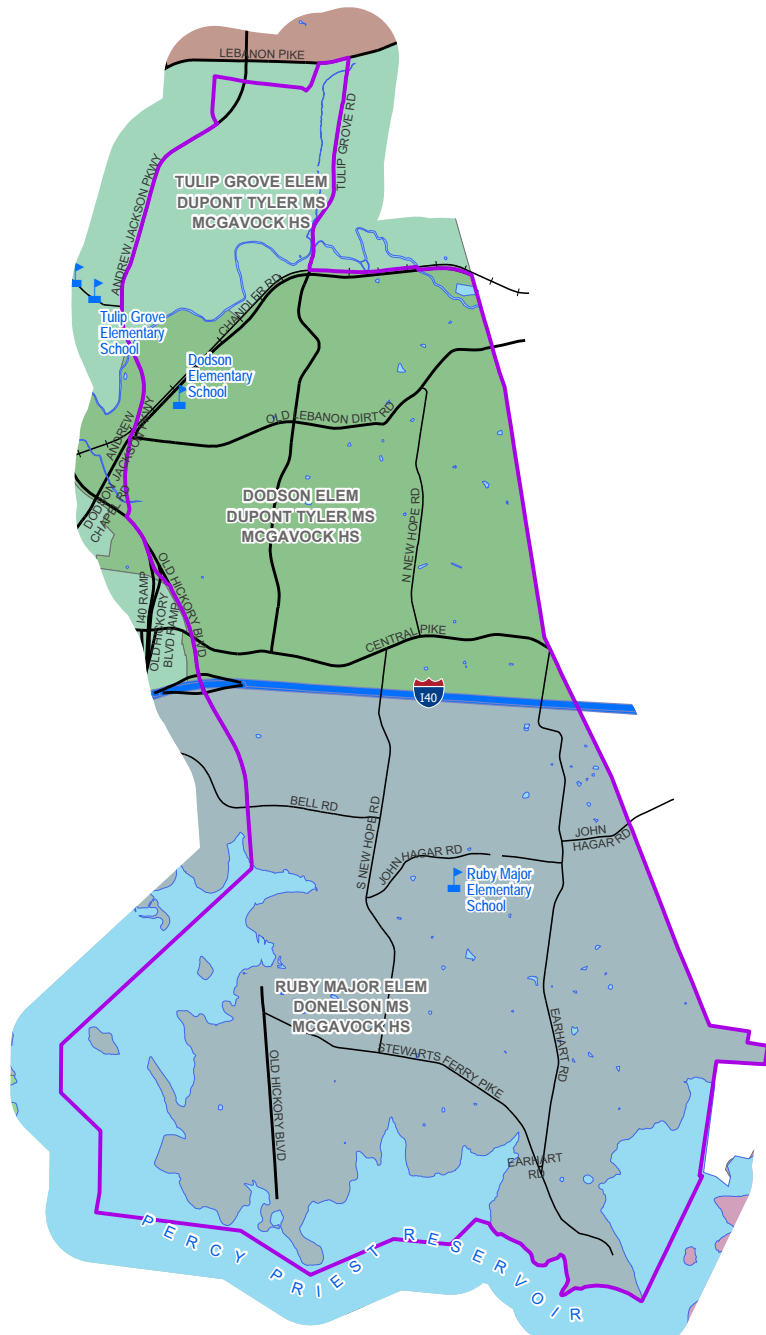 LEBANON PIKE
TULIP GROVE RD
ANDREW JACKSON PKWY
TULIP GROVE ELEM
DUPONT TYLER MS
MCGAVOCK HS
Tulip Grove
Elementary
School
CHANDLER RD
Dodson
Elementary
School
OLD LEBANON DIRT RD
ANDREW
JACKSON PKWY
DODSON
CHAPEL RD
DODSON ELEM
DUPONT TYLER MS
MCGAVOCK HS
N NEW HOPE RD
OLD HICKORY BLVD
I40 RAMP
OLD HICKORY
BLVD RAMP
CENTRAL PIKE
I40
BELL RD
S NEW HOPE RD
JOHN HAGAR RD
JOHN
HAGAR RD
Ruby Major
Elementary
School
RUBY MAJOR ELEM
DONELSON MS
MCGAVOCK HS
EARHART RD
STEWARTS FERRY PIKE
OLD HICKORY BLVD
EARHART
RD
PERCY PRIEST RESERVOIR